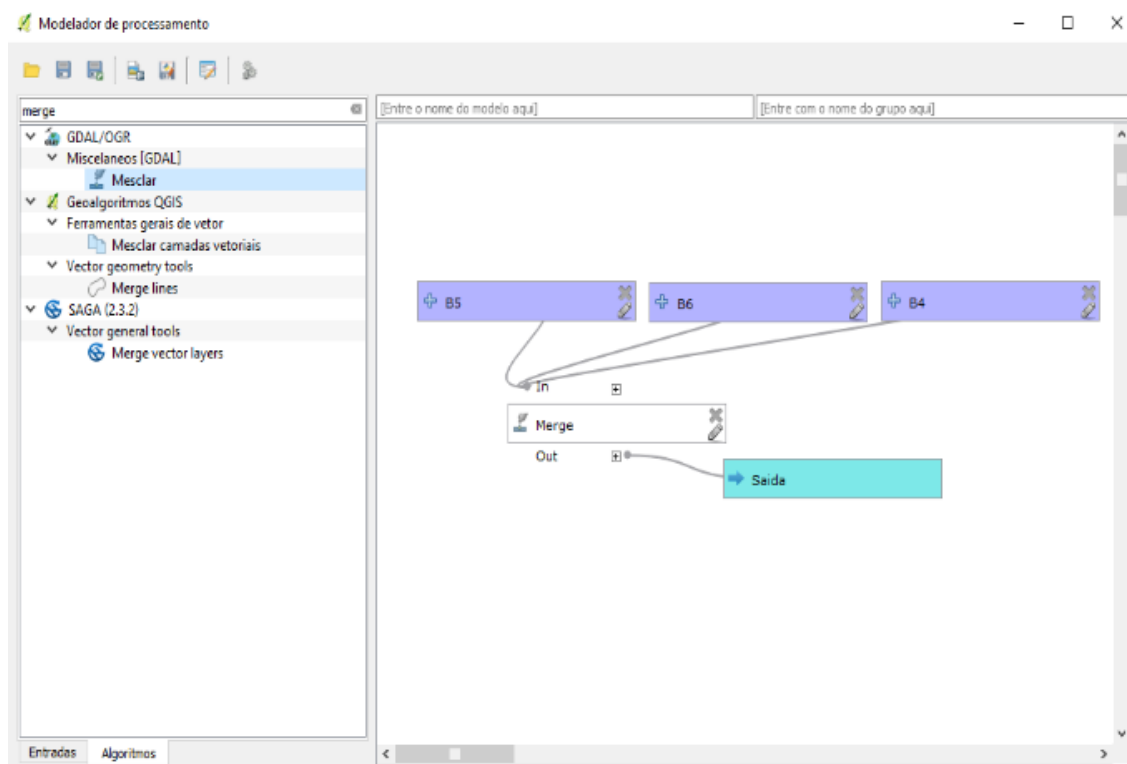 Modelador de processamento
merge
[Entre o nome do modelo aqui]
[Entre com o nome do grupo aqui]
GDAL/OGR
Miscelaneos [GDAL]
Mesclar
Geoalgoritmos QGIS
Ferramentas gerais de vetor
Mesclar camadas vetoriais
Vector geometry tools
Merge lines
SAGA (2.3.2)
Vector general tools
Merge vector layers
B5
B6
B4
In
Merge
Out
Saida
Entradas
Algoritmos